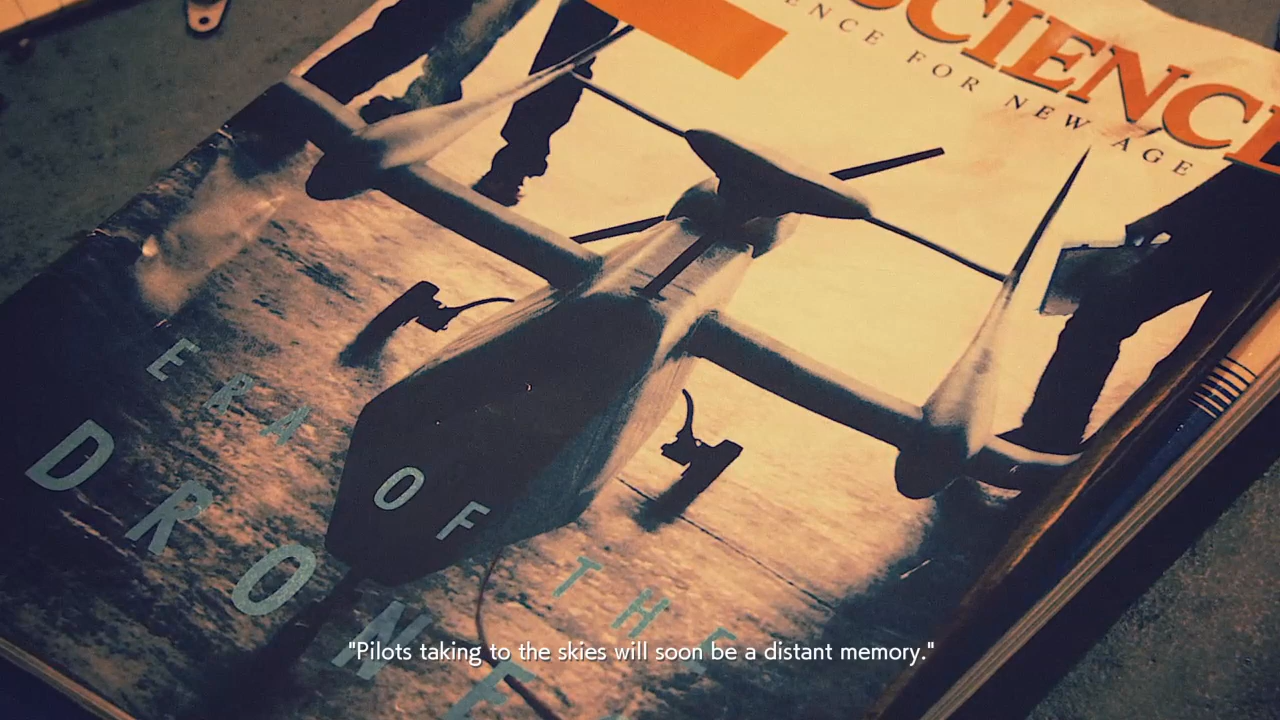 SCIENCE
ENCE FOR NEW AGE
ERA OF THE
DRONE
"Pilots taking to the skies will soon be a distant memory."